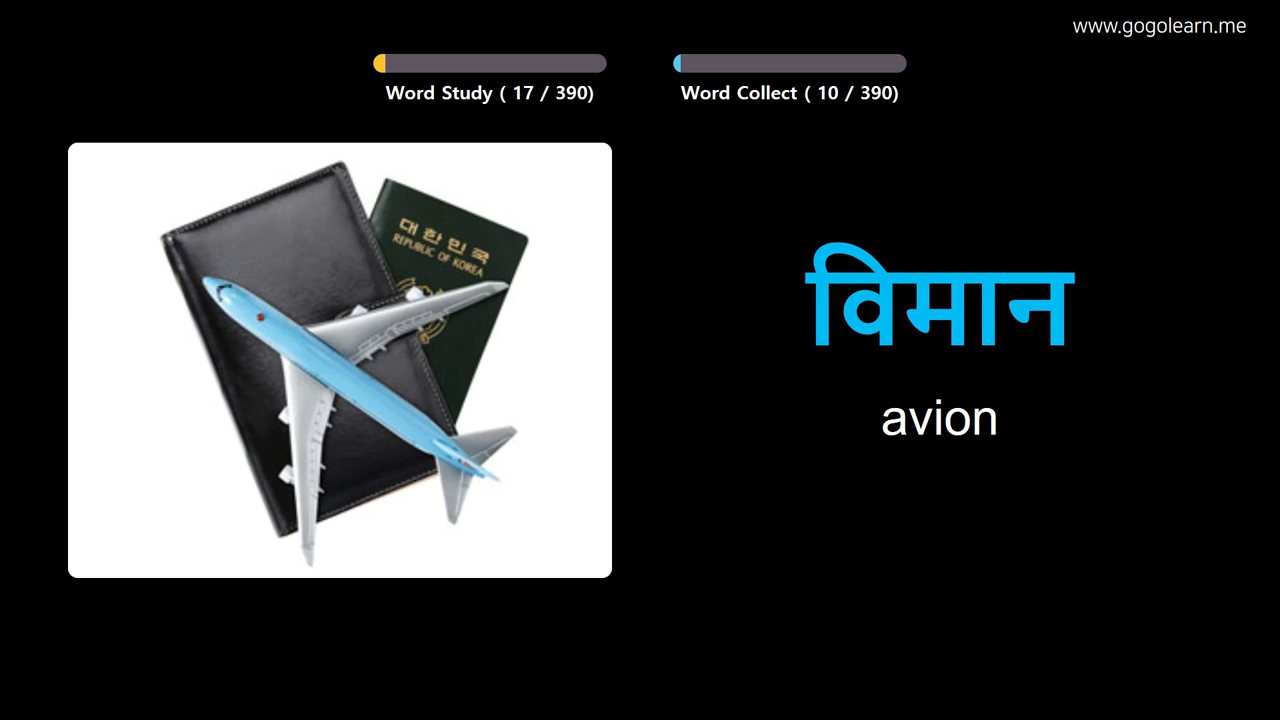 www.gogolearn.me
Word Study ( 17 / 390)
Word Collect ( 10 / 390)
대한민국
REPUBLIC OF KOREA
विमान
avion